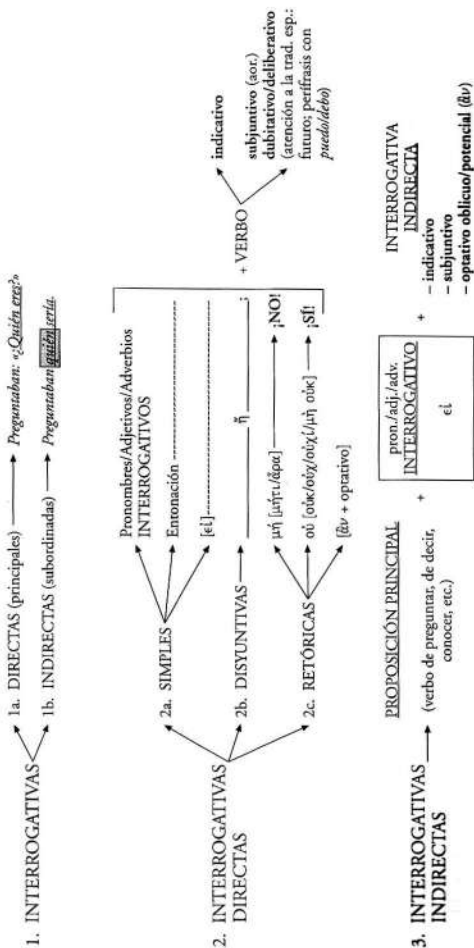 1. INTERROGATIVAS
1a. DIRECTAS (principales)
Preguntaban: «¿Quién eres?»
1b. INDIRECTAS (subordinadas)
Preguntaban quién sería.
2. INTERROGATIVAS
DIRECTAS
2a. SIMPLES
Pronombres/Adjetivos/Adverbios
INTERROGATIVOS
Entonación
[εἰ]
2b. DISYUNTIVAS
ἢ
;
2c. RETÓRICAS
μή [μήτι/ἆρα]
¡NO!
οὐ [οὐκ/οὐχ/οὐχί/μὴ οὐκ]
¡SÍ!
[ἄν + optativo]
+ VERBO
indicativo
subjuntivo (aor.)
dubitativo/deliberativo
(atención a la trad. esp.:
futuro; perífrasis con
puedo/debo)
3. INTERROGATIVAS
INDIRECTAS
PROPOSICIÓN PRINCIPAL
(verbo de preguntar, de decir,
conocer, etc.)
+
pron./adj./adv.
INTERROGATIVO
εἰ
+
INTERROGATIVA
INDIRECTA
– indicativo
– subjuntivo
– optativo oblicuo/potencial (ἄν)